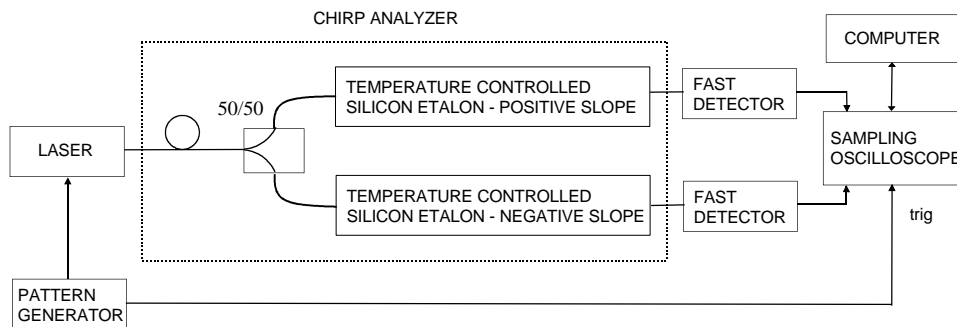 CHIRP ANALYZER
COMPUTER
TEMPERATURE CONTROLLED
SILICON ETALON - POSITIVE SLOPE
FAST
DETECTOR
50/50
LASER
SAMPLING
OSCILLOSCOPE
TEMPERATURE CONTROLLED
SILICON ETALON - NEGATIVE SLOPE
FAST
DETECTOR
trig
PATTERN
GENERATOR